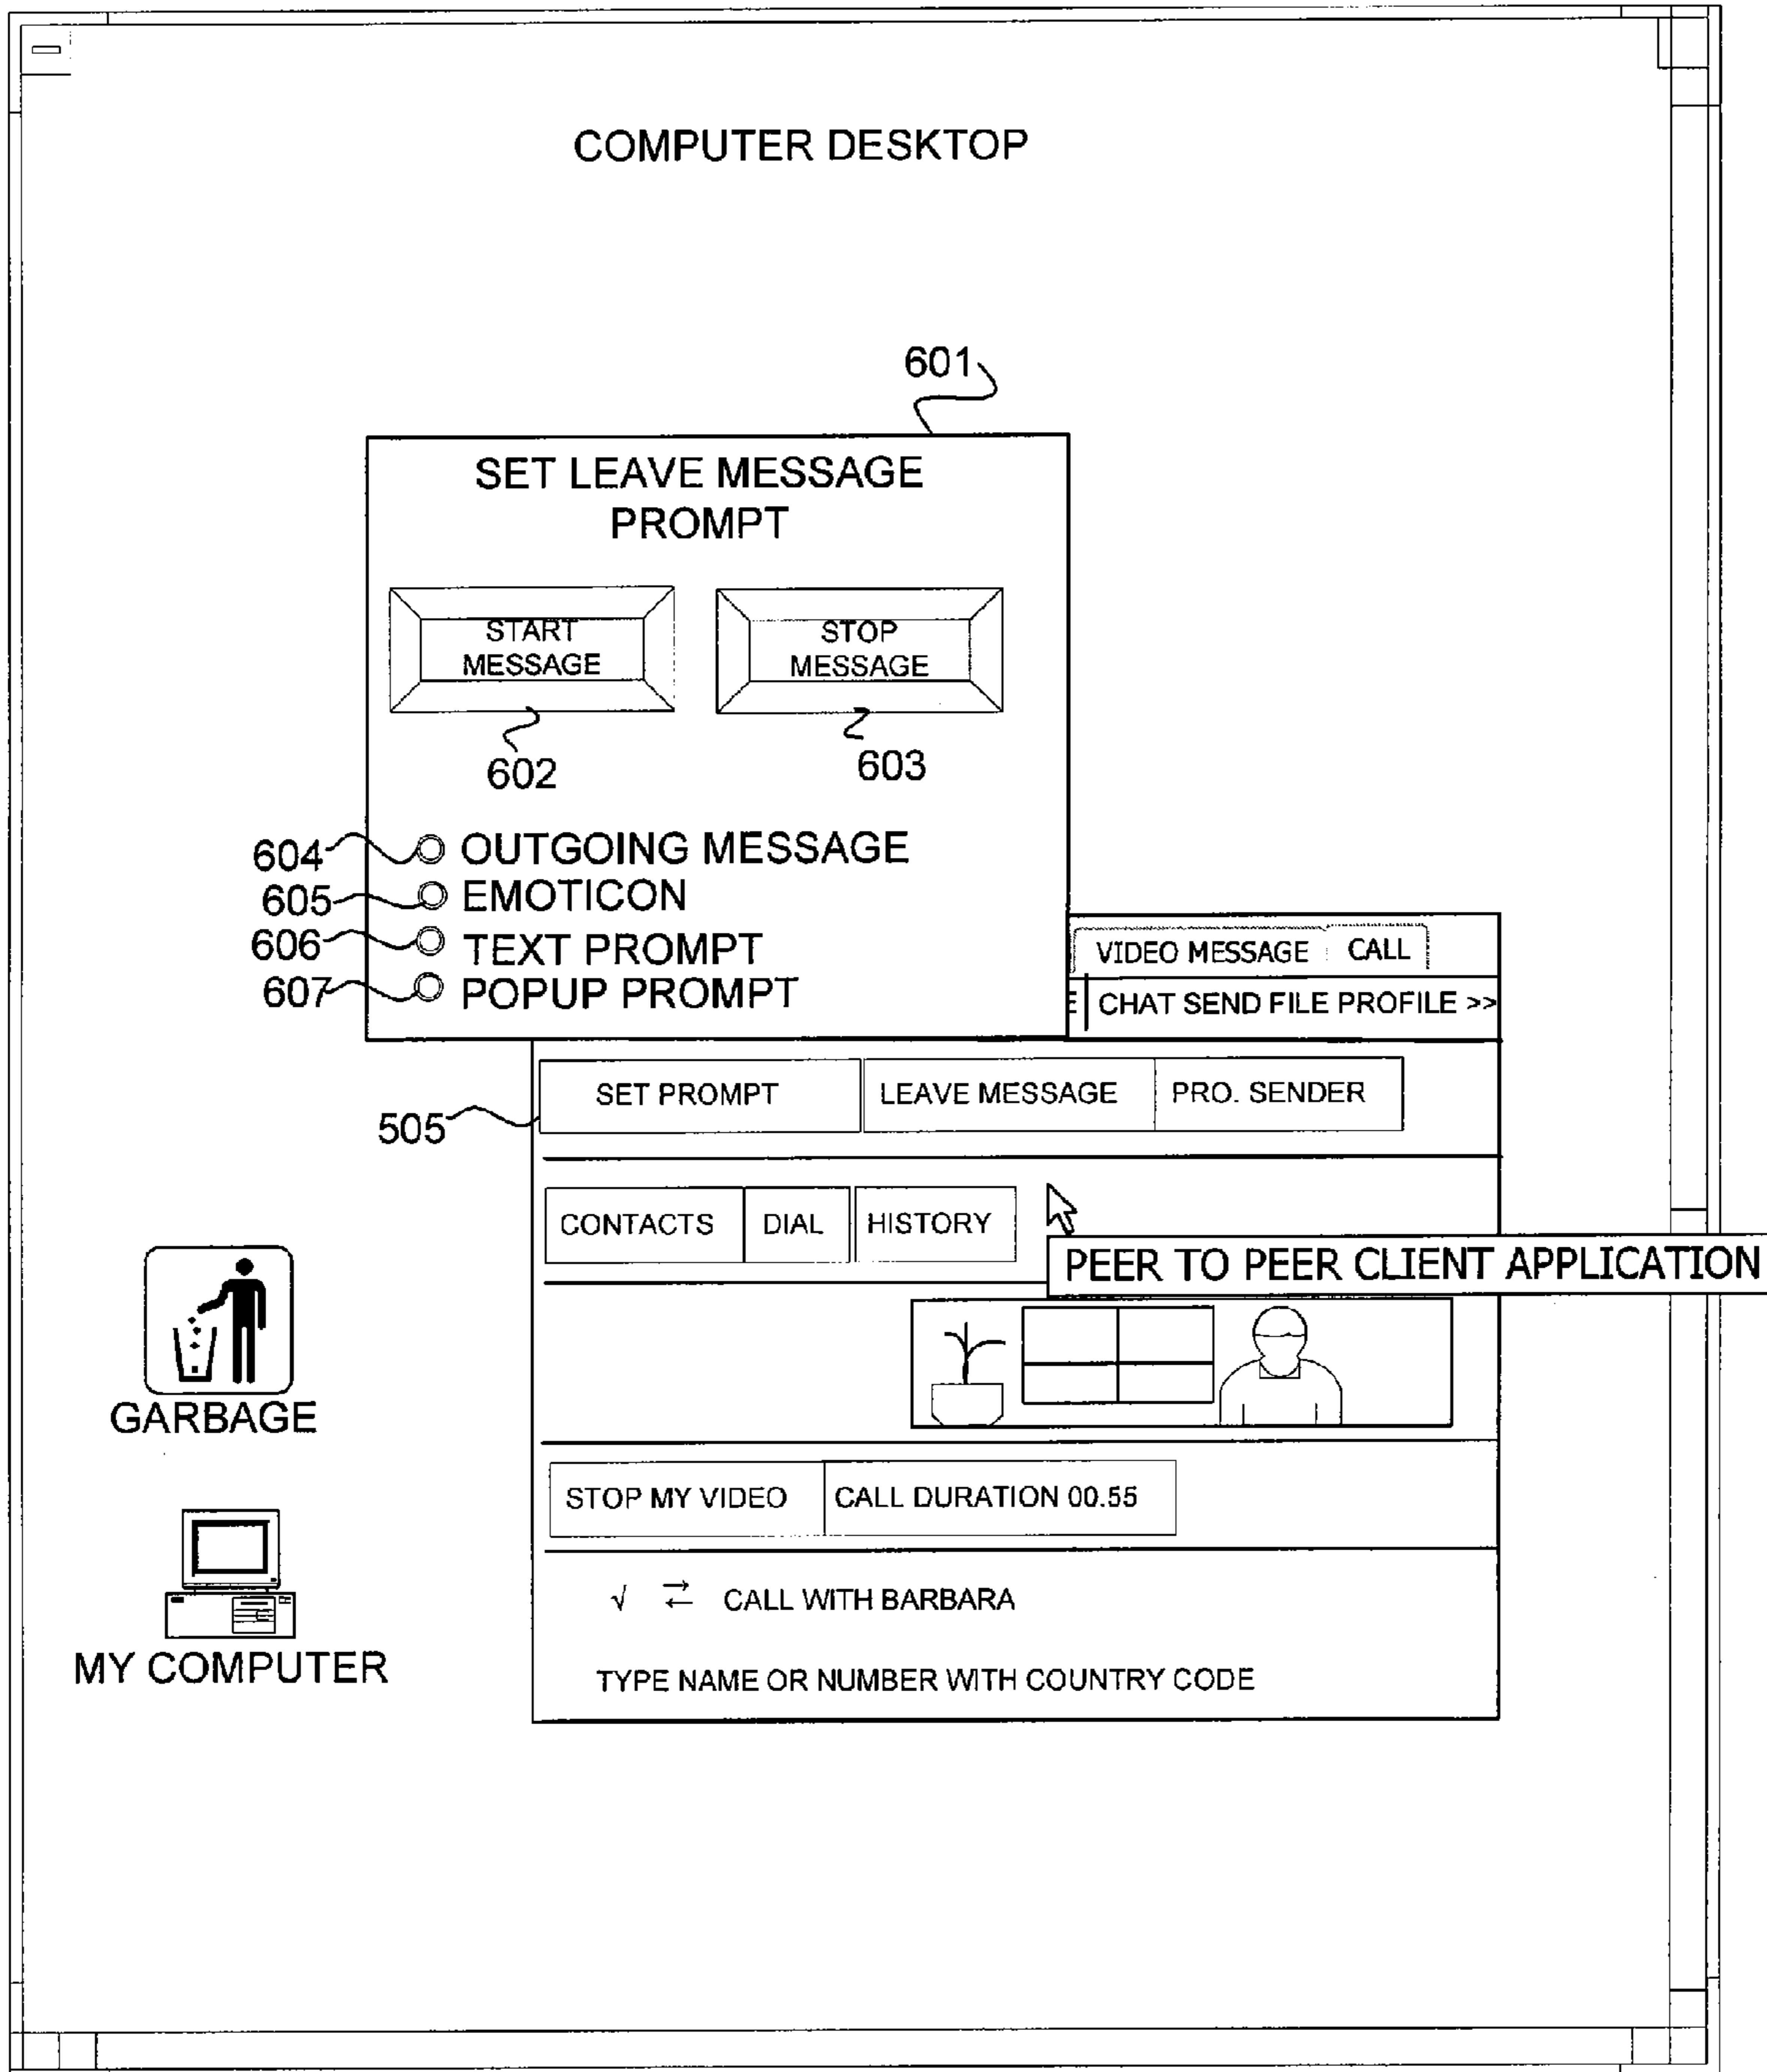 COMPUTER DESKTOP
601
SET LEAVE MESSAGE
PROMPT
START
MESSAGE
STOP
MESSAGE
602
603
604 OUTGOING MESSAGE
605 EMOTICON
606 TEXT PROMPT
607 POPUP PROMPT
VIDEO MESSAGE CALL
E CHAT SEND FILE PROFILE >>
505
SET PROMPT LEAVE MESSAGE PRO. SENDER
CONTACTS DIAL HISTORY
PEER TO PEER CLIENT APPLICATION
GARBAGE
STOP MY VIDEO CALL DURATION 00.55
MY COMPUTER
√ CALL WITH BARBARA
TYPE NAME OR NUMBER WITH COUNTRY CODE